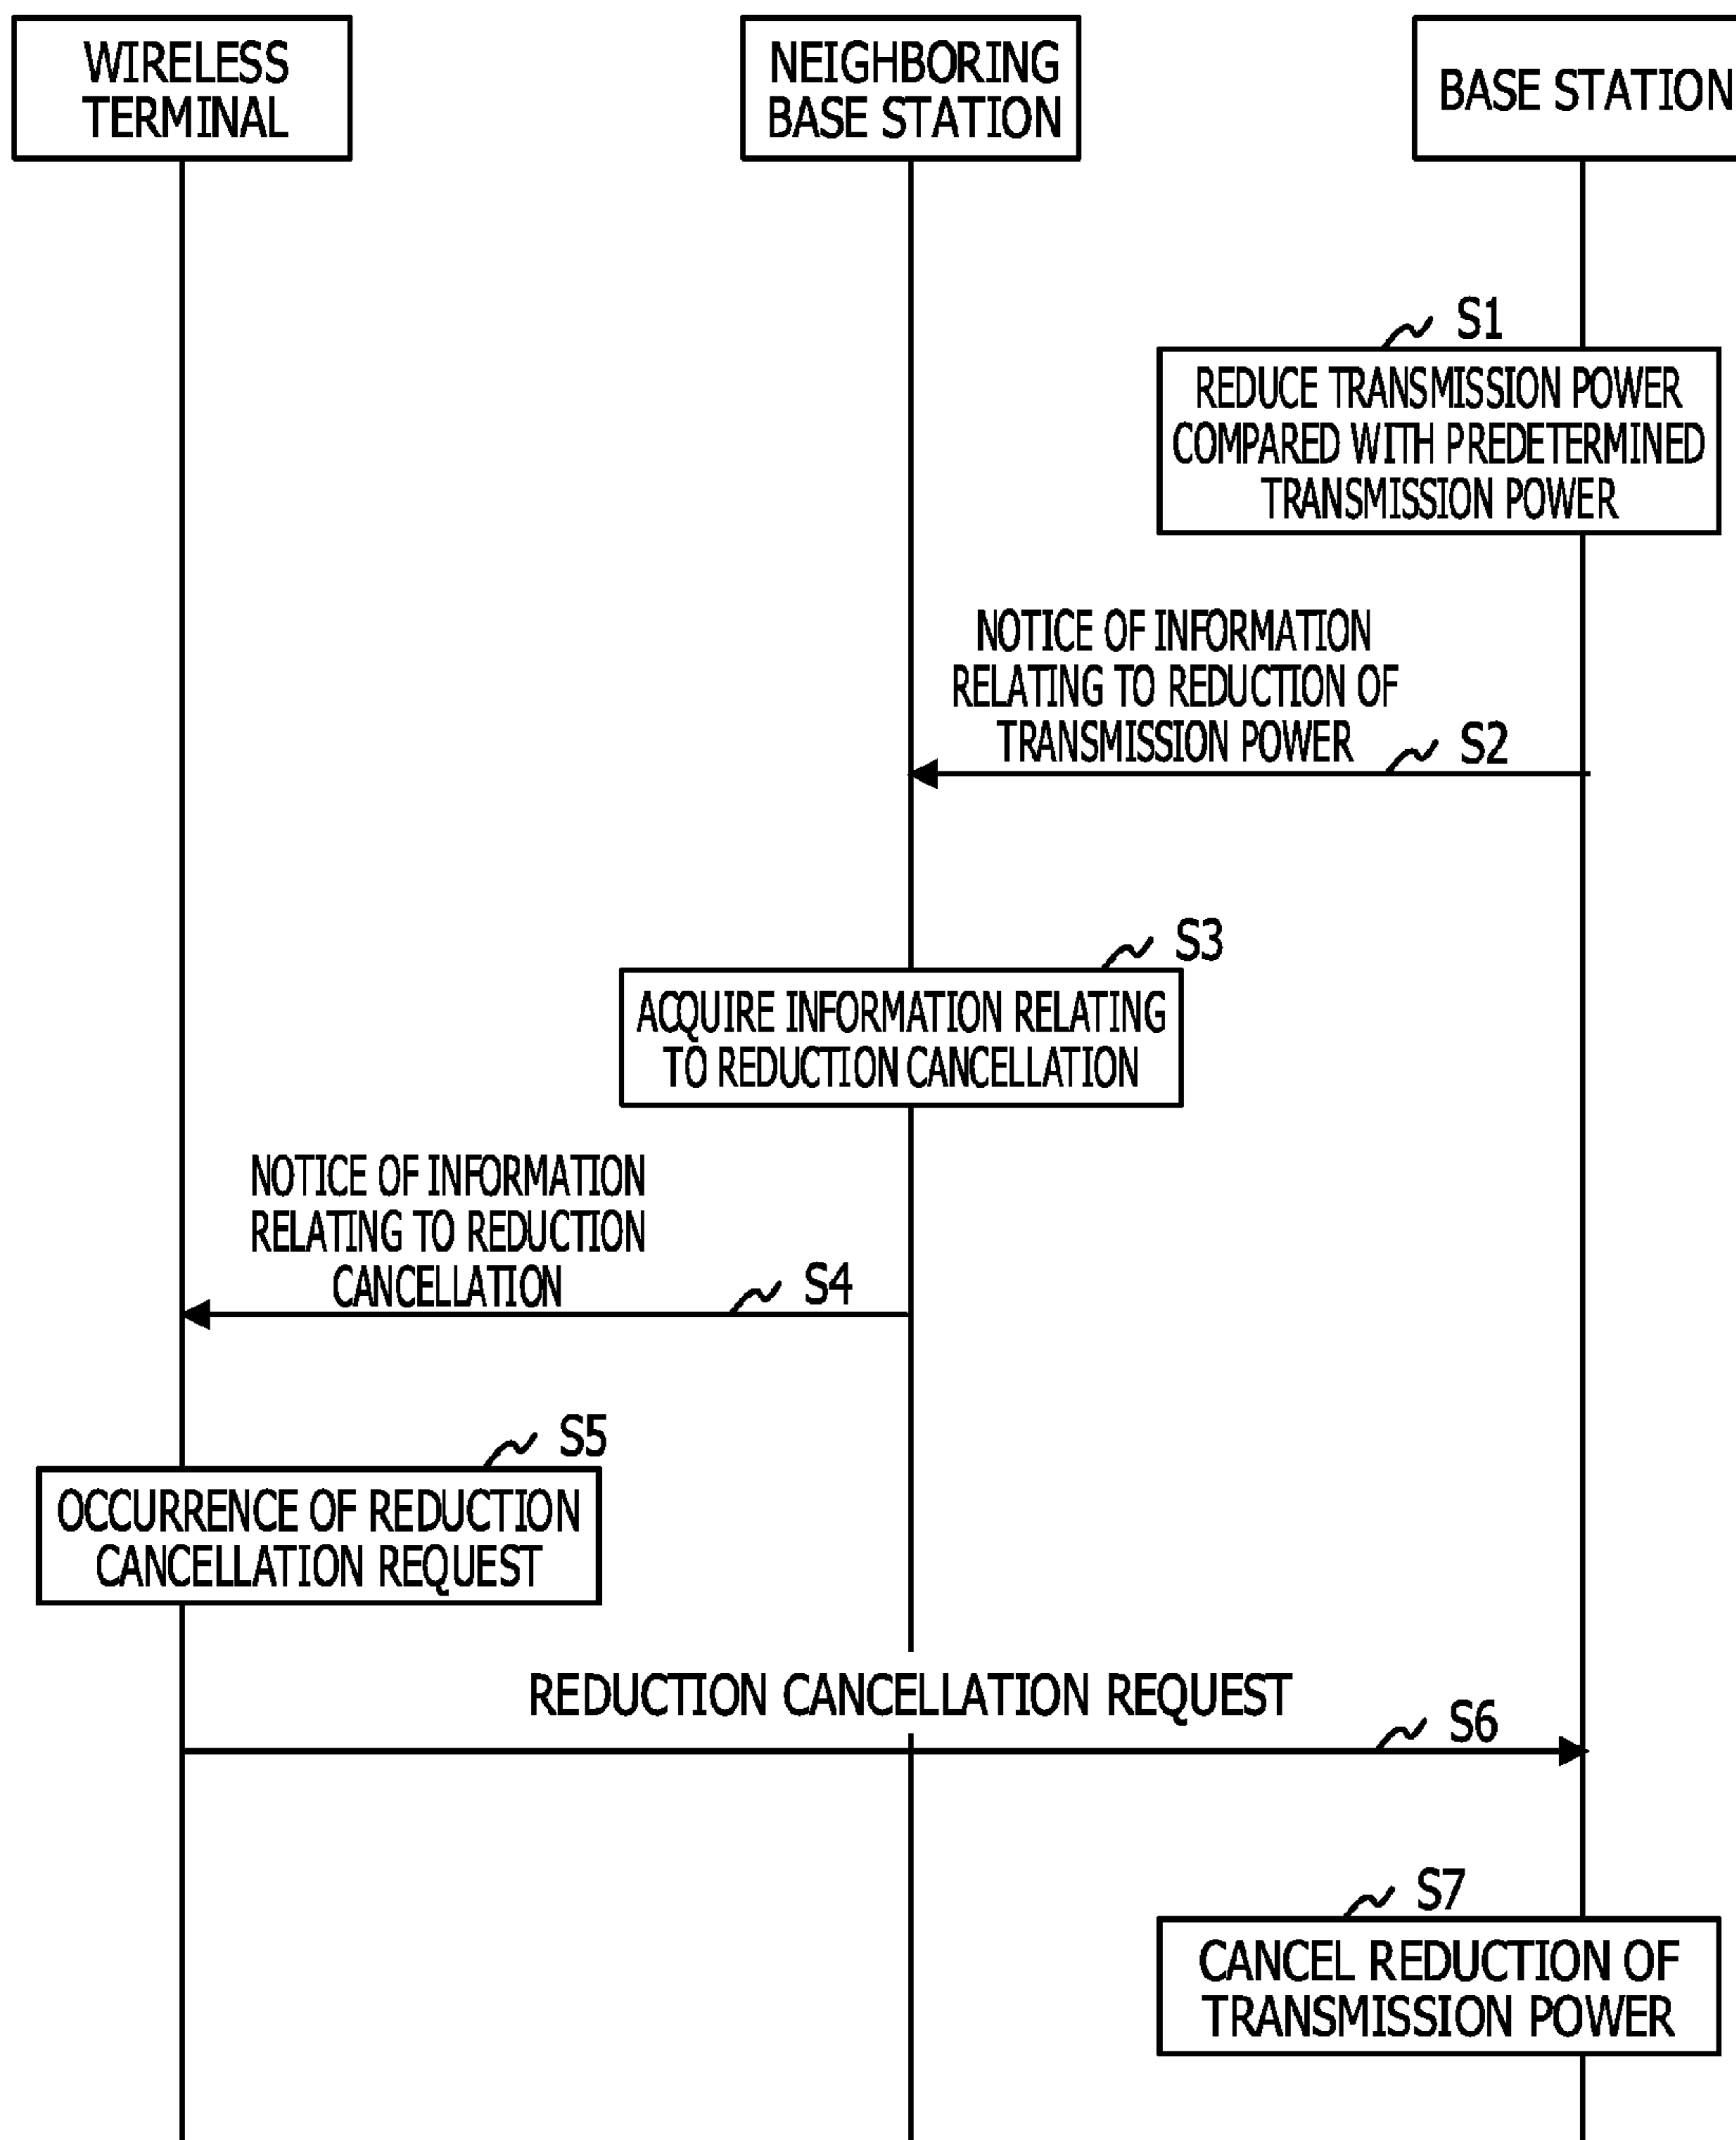 WIRELESS
TERMINAL
NEIGHBORING
BASE STATION
BASE STATION
S1
REDUCE TRANSMISSION POWER
COMPARED WITH PREDETERMINED
TRANSMISSION POWER
NOTICE OF INFORMATION
RELATING TO REDUCTION OF
TRANSMISSION POWER
S2
S3
ACQUIRE INFORMATION RELATING
TO REDUCTION CANCELLATION
NOTICE OF INFORMATION
RELATING TO REDUCTION
CANCELLATION
S4
S5
OCCURRENCE OF REDUCTION
CANCELLATION REQUEST
REDUCTION CANCELLATION REQUEST
S6
S7
CANCEL REDUCTION OF
TRANSMISSION POWER